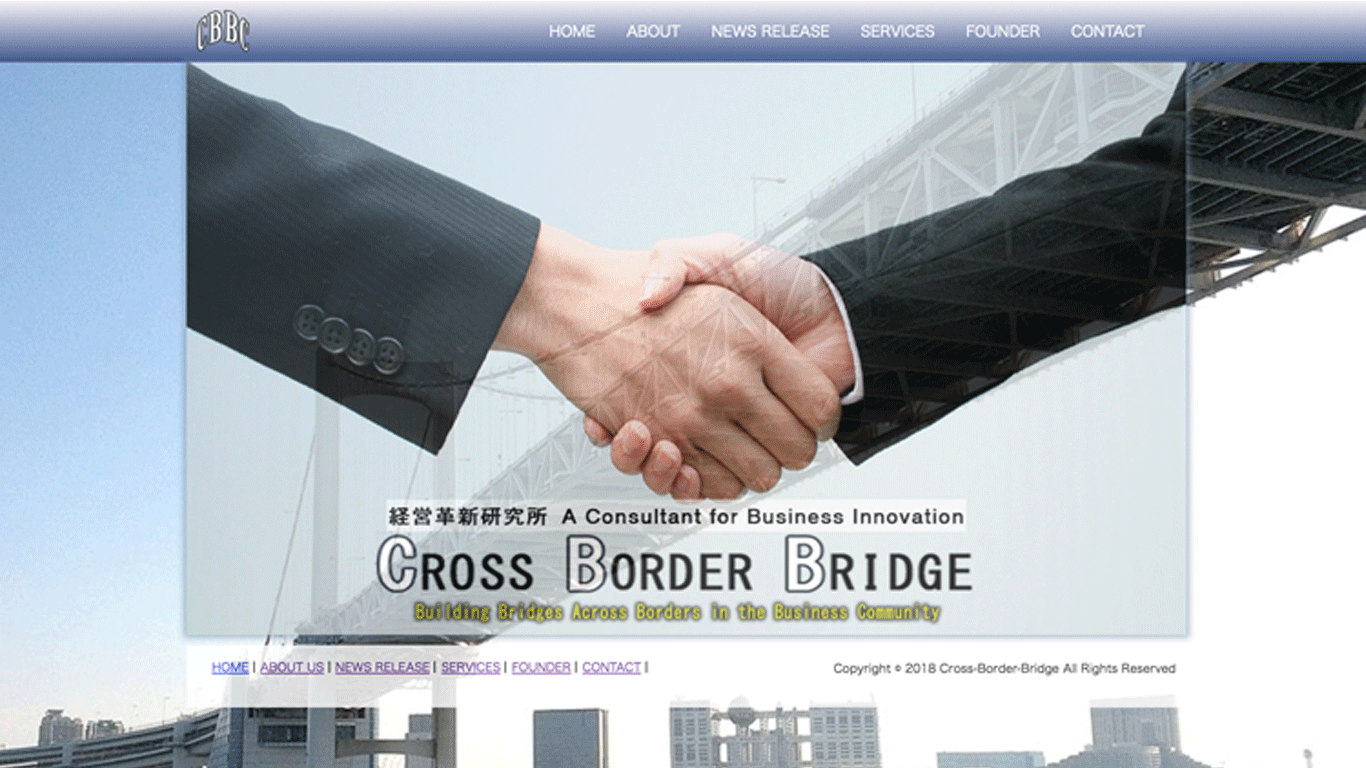 CBBC
HOME ABOUT NEWS RELEASE SERVICES FOUNDER CONTACT
経営革新研究所 A Consultant for Business Innovation
CROSS BORDER BRIDGE
Building Bridges Across Borders in the Business Community
HOME | ABOUT US | NEWS RELEASE | SERVICES | FOUNDER | CONTACT |
Copyright © 2018 Cross-Border-Bridge All Rights Reserved